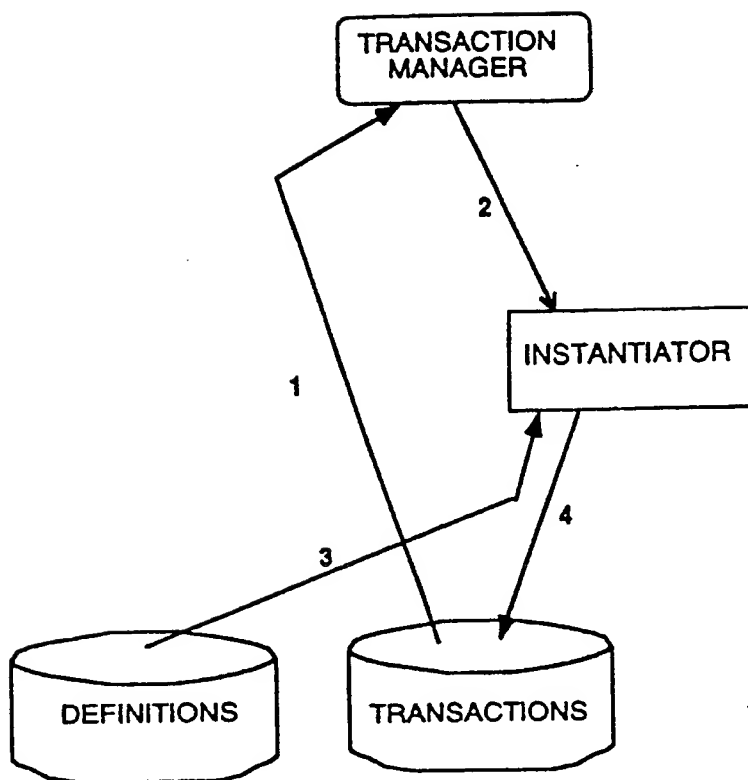 TRANSACTION
MANAGER
2
INSTANTIATOR
1
4
3
DEFINITIONS
TRANSACTIONS